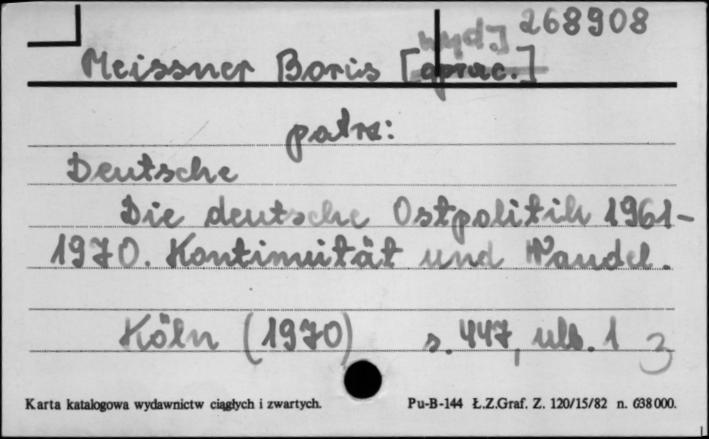 268908
Meissner Boris [oprac.] wyd.]
patrz:
Deutsche
Die deutsche Ostpolitik 1961-
1970. Kontinuität und Wandel.
Köln (1970) s. 447, ulb. 1 3
Karta katalogowa wydawnictw ciągłych i zwartych. Pu-B-144 Ł.Z.Graf. Z. 120/15/82 n. 638000.